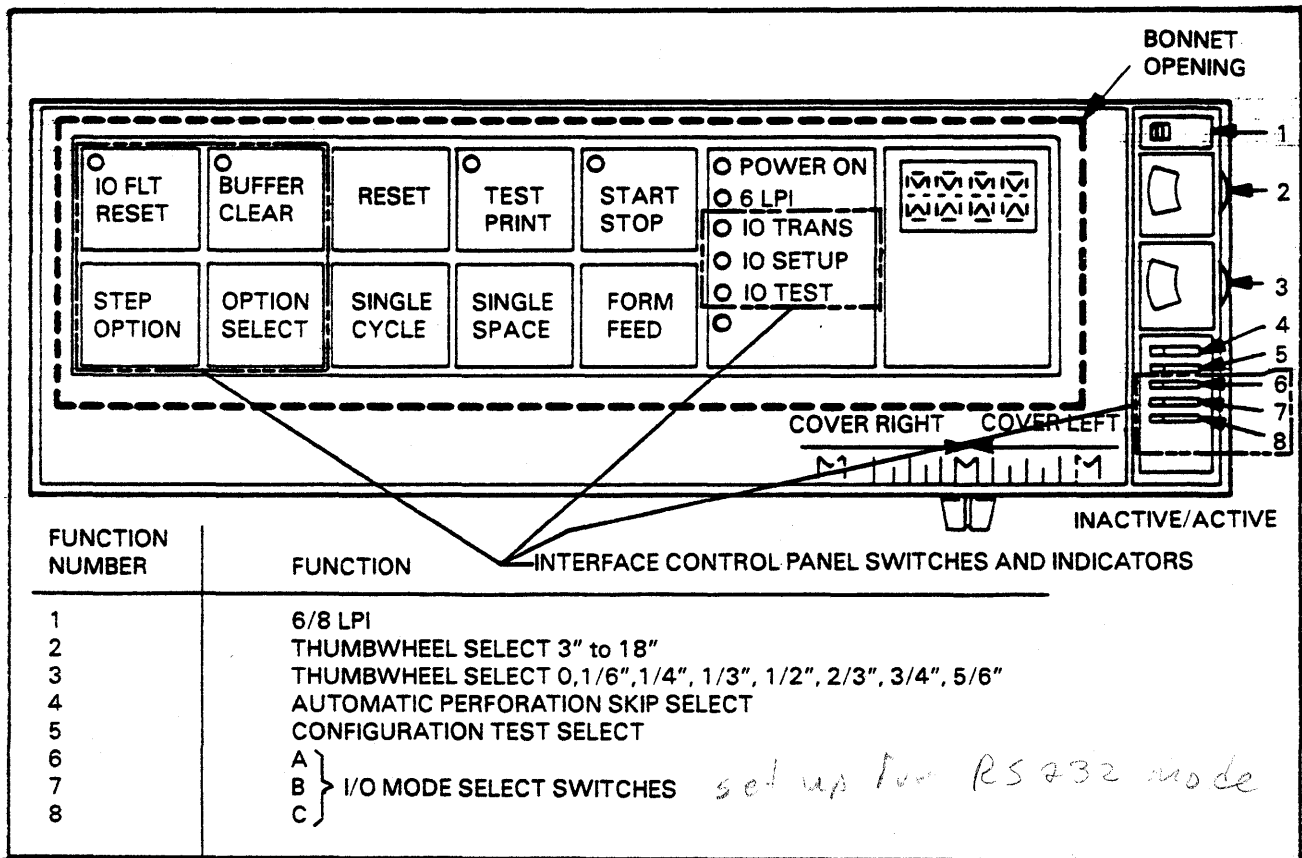 BONNET
OPENING
IO FLT
RESET
BUFFER
CLEAR
RESET
TEST
PRINT
START
STOP
POWER ON
6 LPI
IO TRANS
IO SETUP
IO TEST
STEP
OPTION
OPTION
SELECT
SINGLE
CYCLE
SINGLE
SPACE
FORM
FEED
1
2
3
4
5
6
7
8
COVER RIGHT COVER LEFT
INACTIVE/ACTIVE
INTERFACE CONTROL PANEL SWITCHES AND INDICATORS
FUNCTION
NUMBER
FUNCTION
1 6/8 LPI
2 THUMBWHEEL SELECT 3" to 18"
3 THUMBWHEEL SELECT 0,1/6",1/4", 1/3", 1/2", 2/3", 3/4", 5/6"
4 AUTOMATIC PERFORATION SKIP SELECT
5 CONFIGURATION TEST SELECT
6 A
7 B I/O MODE SELECT SWITCHES set up for RS232 mode
8 C